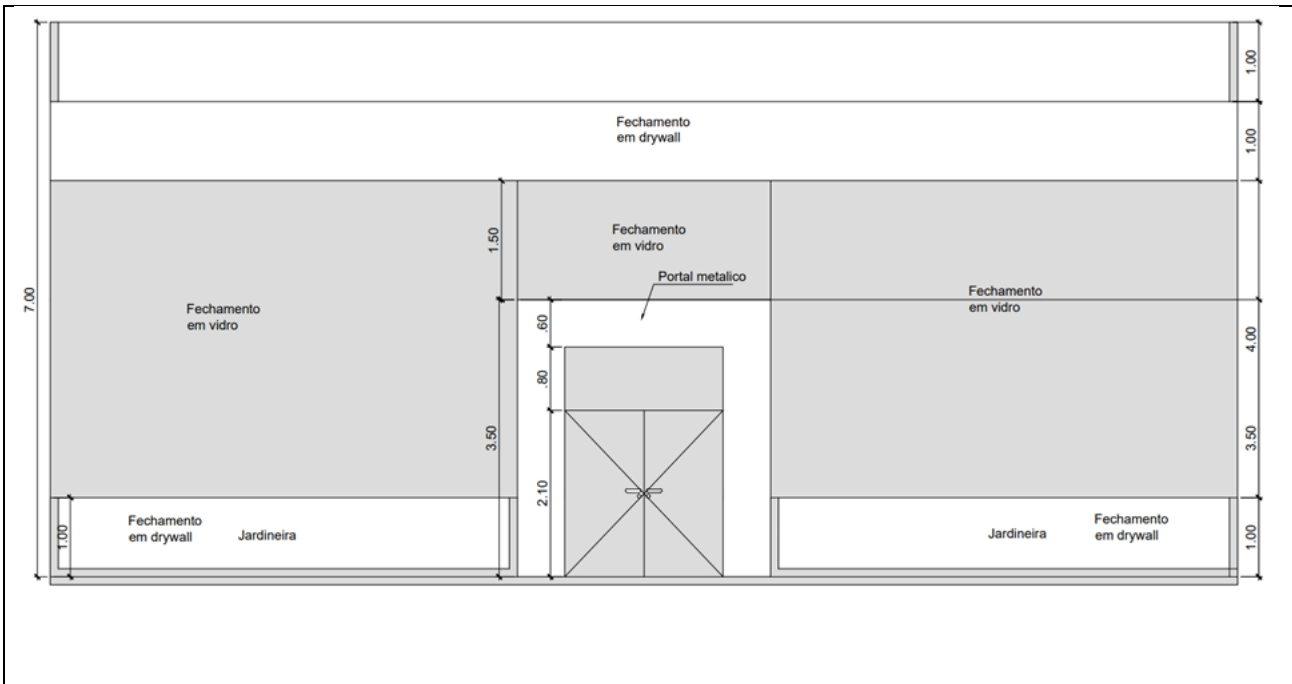 1.00
Fechamento
em drywall
1.00
7.00
1.50
Fechamento
em vidro
Portal metalico
Fechamento
em vidro
Fechamento
em vidro
.60
4.00
.80
3.50
3.50
2.10
1.00
Fechamento
em drywall
Jardineira
Jardineira
Fechamento
em drywall
1.00